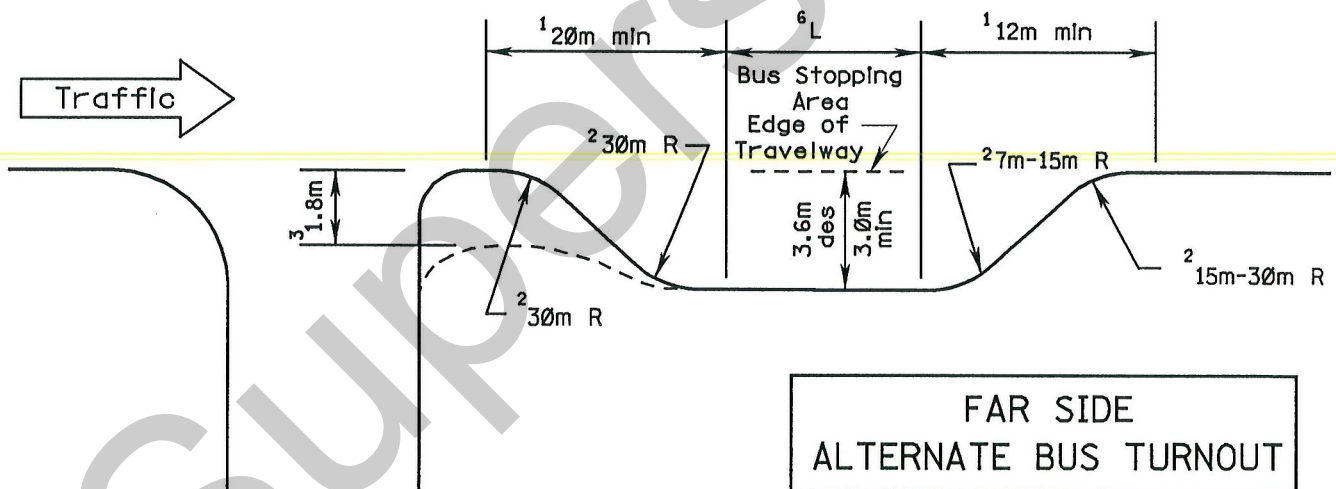 ¹20m min
⁶L
¹12m min
Traffic
Bus Stopping
Area
Edge of
Travelway
²30m R
²7m-15m R
³1.8m
3.6m
des
3.0m
min
²15m-30m R
²30m R
FAR SIDE
ALTERNATE BUS TURNOUT
Supers